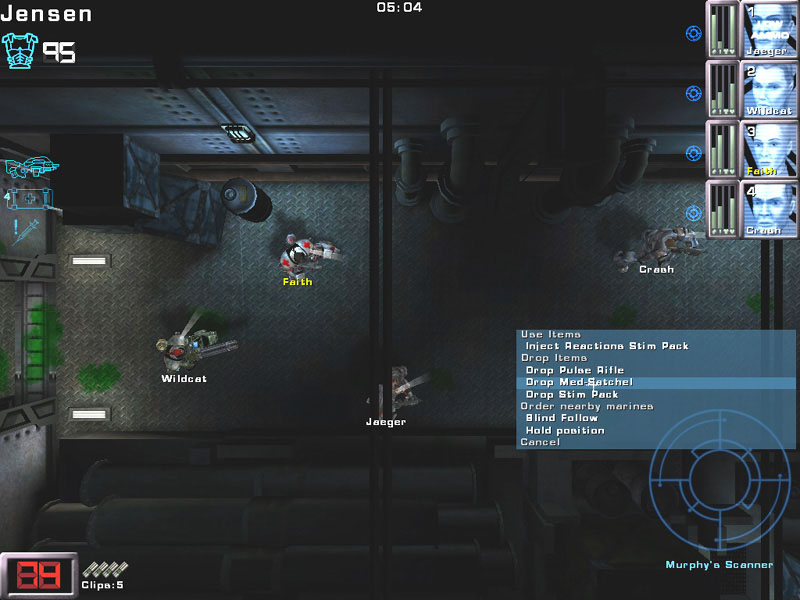 Jensen
05:04
95
1
LOW
AMMO
Jaeger
2
Wildcat
3
Faith
4
Crash
4
!
Faith
Crash
Wildcat
Jaeger
Use Items
Inject Reactions Stim Pack
Drop Items
Drop Pulse Rifle
Drop Med-Satchel
Drop Stim Pack
Order nearby marines
Blind Follow
Hold position
Cancel
Murphy's Scanner
89
Clips:5